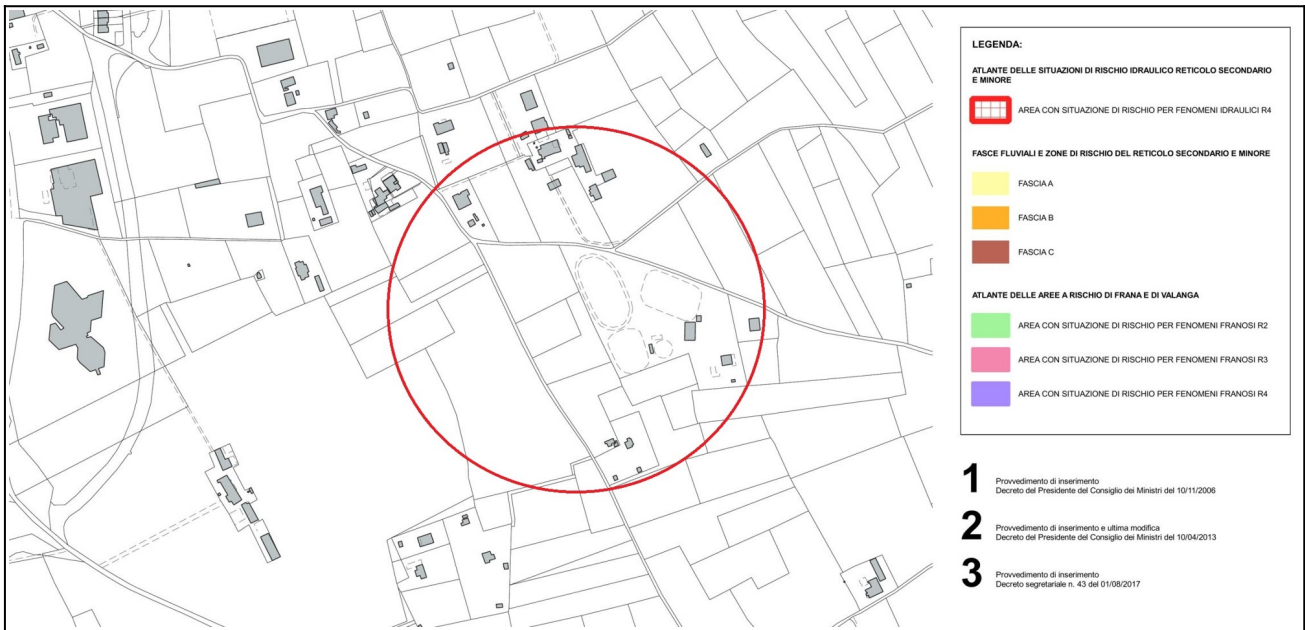 LEGENDA:
ATLANTE DELLE SITUAZIONI DI RISCHIO IDRAULICO RETICOLO SECONDARIO
E MINORE
AREA CON SITUAZIONE DI RISCHIO PER FENOMENI IDRAULICI R4
FASCE FLUVIALI E ZONE DI RISCHIO DEL RETICOLO SECONDARIO E MINORE
FASCIA A
FASCIA B
FASCIA C
ATLANTE DELLE AREE A RISCHIO DI FRANA E DI VALANGA
AREA CON SITUAZIONE DI RISCHIO PER FENOMENI FRANOSI R2
AREA CON SITUAZIONE DI RISCHIO PER FENOMENI FRANOSI R3
AREA CON SITUAZIONE DI RISCHIO PER FENOMENI FRANOSI R4
1 Provvedimento di inserimento
Decreto del Presidente del Consiglio dei Ministri del 10/11/2006
2 Provvedimento di inserimento e ultima modifica
Decreto del Presidente del Consiglio dei Ministri del 10/04/2013
3 Provvedimento di inserimento
Decreto segretariale n. 43 del 01/08/2017